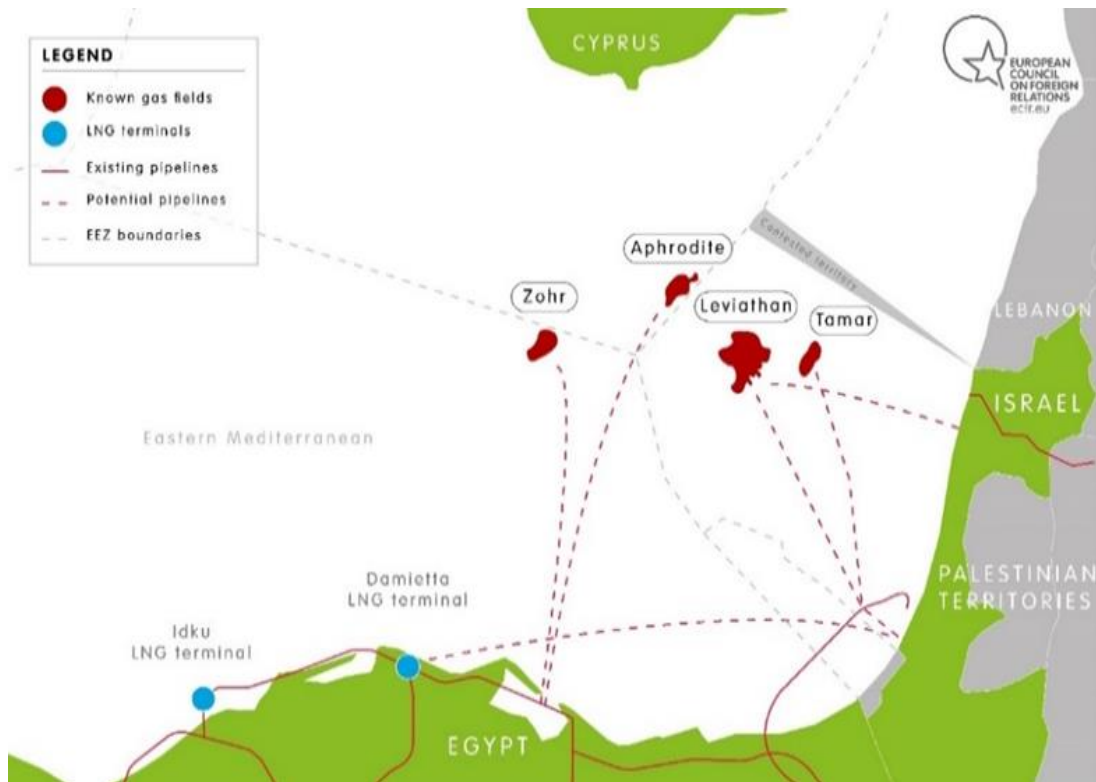 LEGEND
Known gas fields
LNG terminals
Existing pipelines
Potential pipelines
EEZ boundaries
CYPRUS
EUROPEAN
COUNCIL
ON FOREIGN
RELATIONS
ecfr.eu
Contested territory
Aphrodite
Zohr
Leviathan
Tamar
LEBANON
ISRAEL
Eastern Mediterranean
PALESTINIAN
TERRITORIES
Damietta
LNG terminal
Idku
LNG terminal
EGYPT